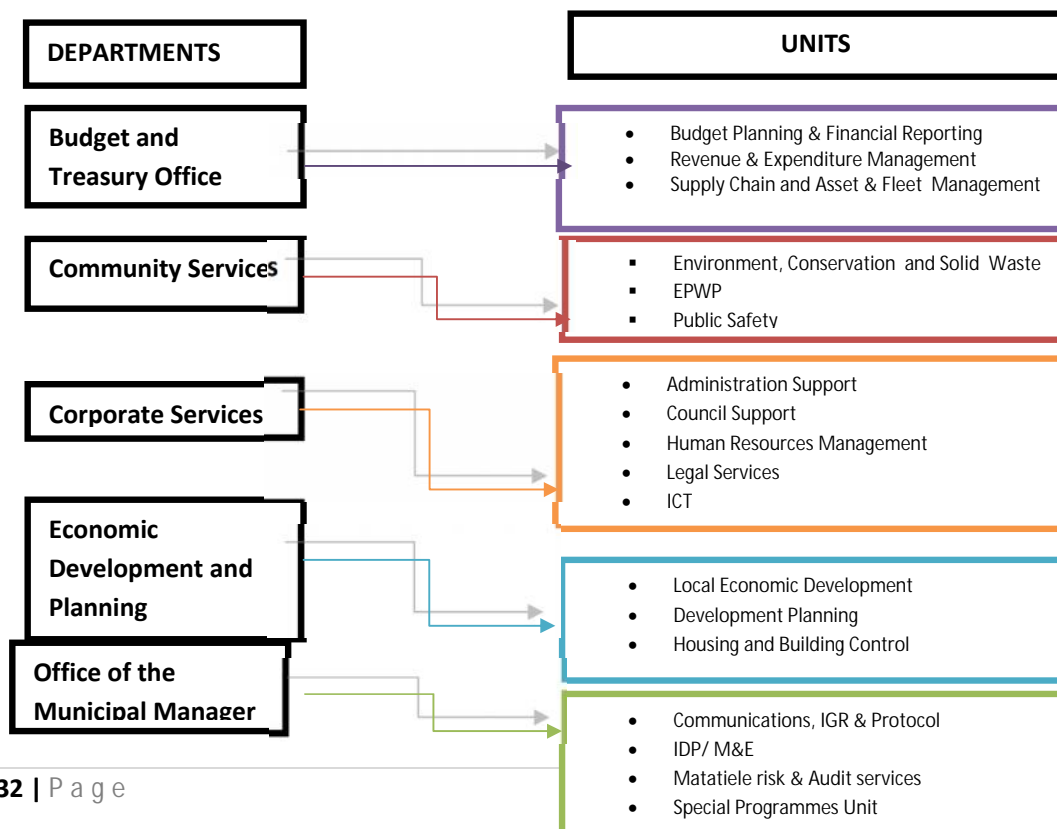 DEPARTMENTS
UNITS
Budget and
Treasury Office
• Budget Planning & Financial Reporting
• Revenue & Expenditure Management
• Supply Chain and Asset & Fleet Management
Community Services
▪ Environment, Conservation and Solid Waste
▪ EPWP
▪ Public Safety
Corporate Services
• Administration Support
• Council Support
• Human Resources Management
• Legal Services
• ICT
Economic
Development and
Planning
• Local Economic Development
• Development Planning
• Housing and Building Control
Office of the
Municipal Manager
• Communications, IGR & Protocol
• IDP/ M&E
• Matatiele risk & Audit services
• Special Programmes Unit
32 | Page